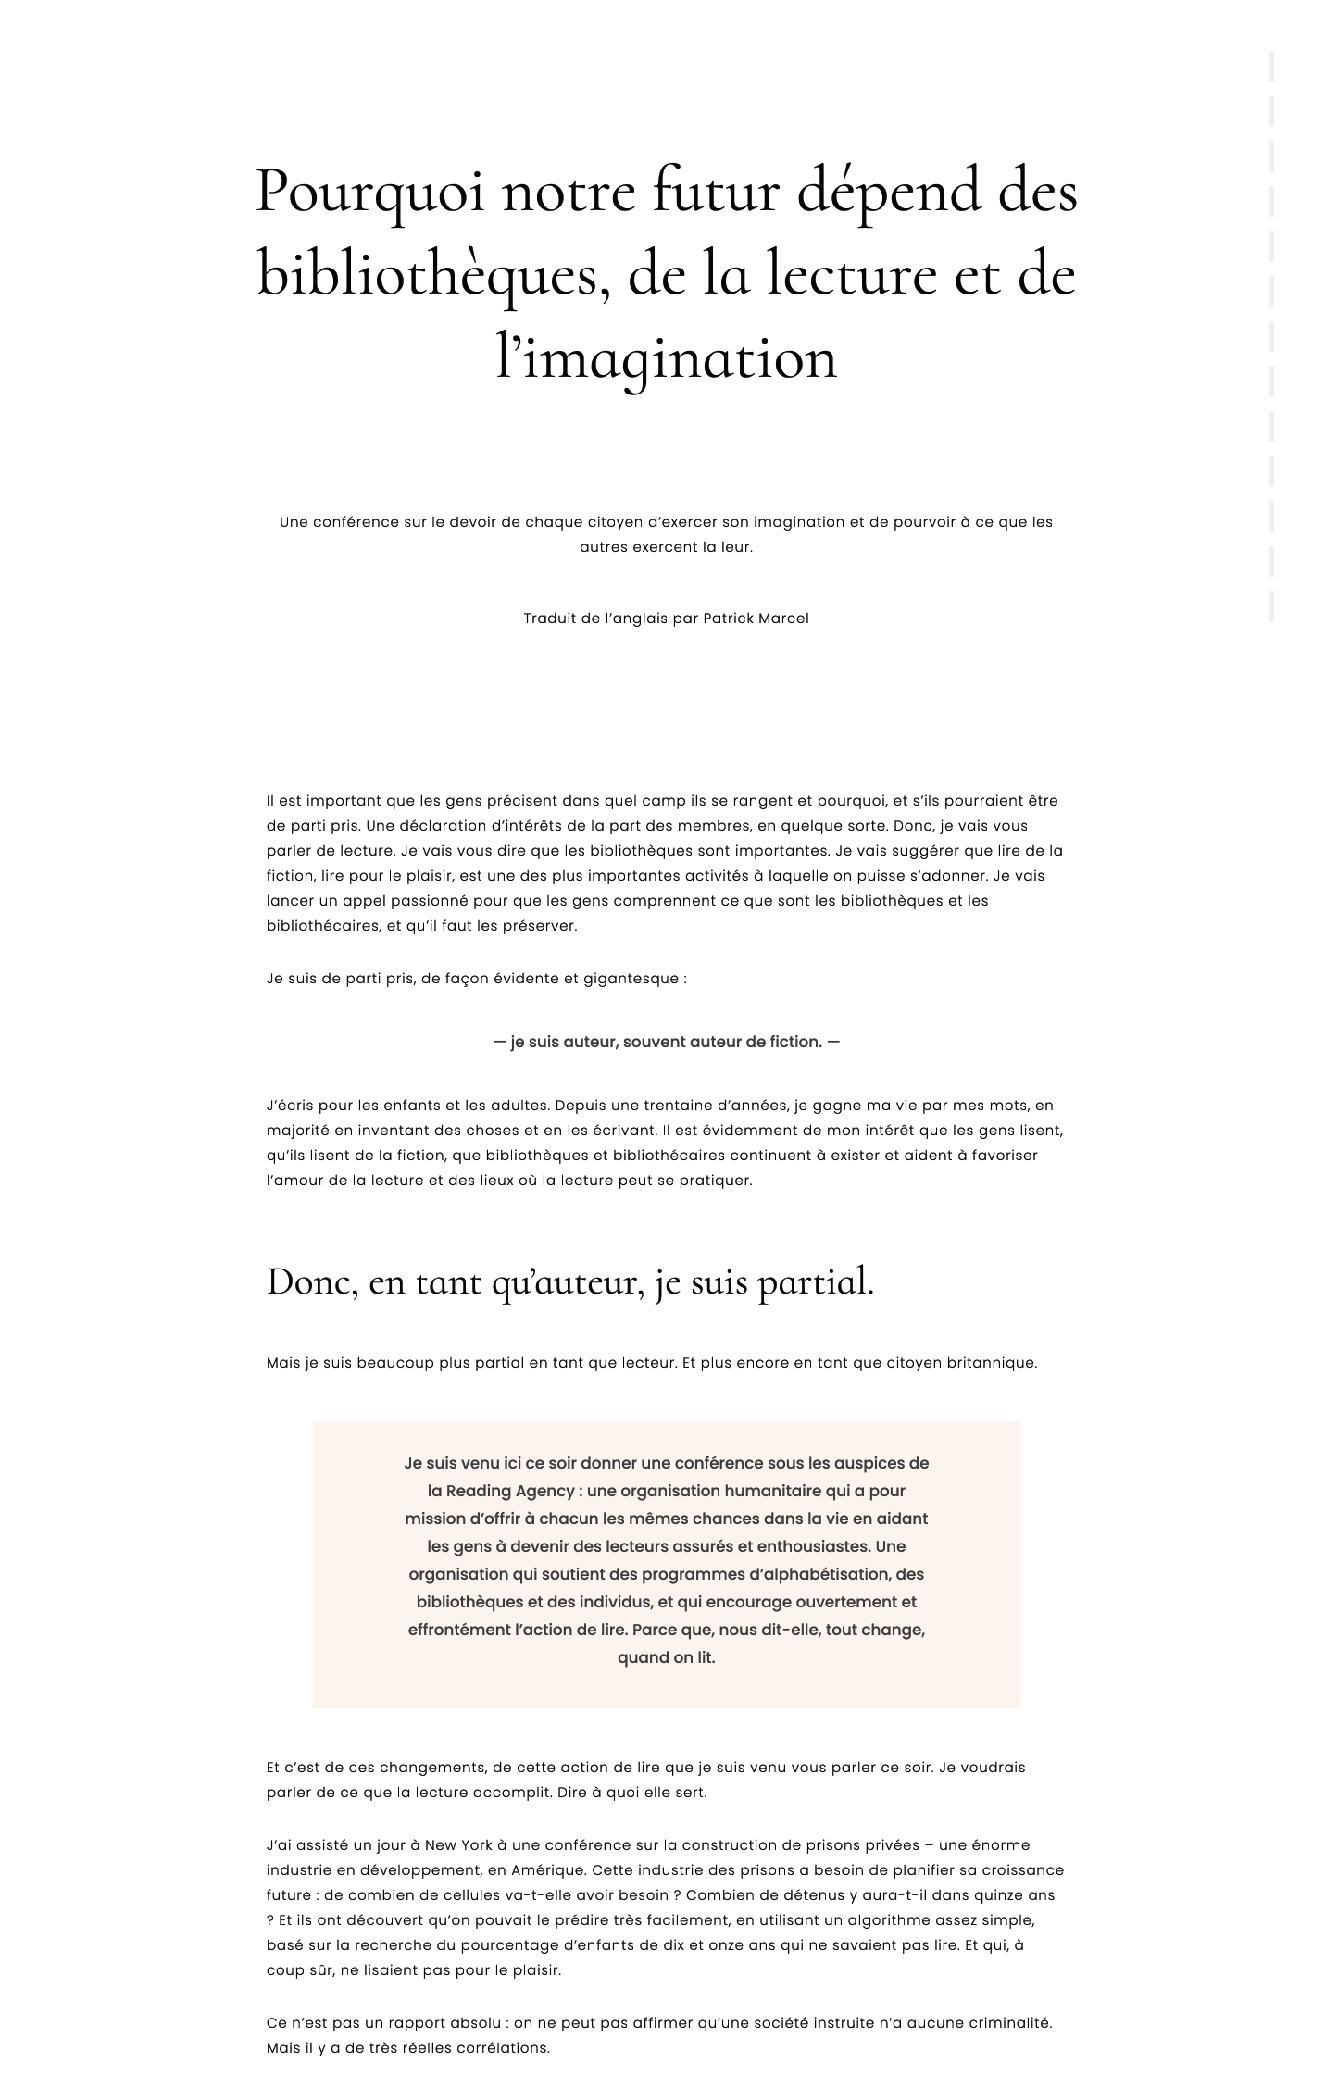 Pourquoi notre futur dépend des
bibliothèques, de la lecture et de
l’imagination
Une conférence sur le devoir de chaque citoyen d’exercer son imagination et de pourvoir à ce que les
autres exercent la leur.
Traduit de l’anglais par Patrick Marcel
Il est important que les gens précisent dans quel camp ils se rangent et pourquoi, et s’ils pourraient être
de parti pris. Une déclaration d’intérêts de la part des membres, en quelque sorte. Donc, je vais vous
parler de lecture. Je vais vous dire que les bibliothèques sont importantes. Je vais suggérer que lire de la
fiction, lire pour le plaisir, est une des plus importantes activités à laquelle on puisse s’adonner. Je vais
lancer un appel passionné pour que les gens comprennent ce que sont les bibliothèques et les
bibliothécaires, et qu’il faut les préserver.
Je suis de parti pris, de façon évidente et gigantesque :
— je suis auteur, souvent auteur de fiction. —
J’écris pour les enfants et les adultes. Depuis une trentaine d’années, je gagne ma vie par mes mots, en
majorité en inventant des choses et en les écrivant. Il est évidemment de mon intérêt que les gens lisent,
qu’ils lisent de la fiction, que bibliothèques et bibliothécaires continuent à exister et aident à favoriser
l’amour de la lecture et des lieux où la lecture peut se pratiquer.
Donc, en tant qu’auteur, je suis partial.
Mais je suis beaucoup plus partial en tant que lecteur. Et plus encore en tant que citoyen britannique.
Je suis venu ici ce soir donner une conférence sous les auspices de
la Reading Agency : une organisation humanitaire qui a pour
mission d’offrir à chacun les mêmes chances dans la vie en aidant
les gens à devenir des lecteurs assurés et enthousiastes. Une
organisation qui soutient des programmes d’alphabétisation, des
bibliothèques et des individus, et qui encourage ouvertement et
effrontément l’action de lire. Parce que, nous dit-elle, tout change,
quand on lit.
Et c’est de ces changements, de cette action de lire que je suis venu vous parler ce soir. Je voudrais
parler de ce que la lecture accomplit. Dire à quoi elle sert.
J’ai assisté un jour à New York à une conférence sur la construction de prisons privées – une énorme
industrie en développement, en Amérique. Cette industrie des prisons a besoin de planifier sa croissance
future : de combien de cellules va-t-elle avoir besoin ? Combien de détenus y aura-t-il dans quinze ans
? Et ils ont découvert qu’on pouvait le prédire très facilement, en utilisant un algorithme assez simple,
basé sur la recherche du pourcentage d’enfants de dix et onze ans qui ne savaient pas lire. Et qui, à
coup sûr, ne lisaient pas pour le plaisir.
Ce n’est pas un rapport absolu : on ne peut pas affirmer qu’une société instruite n’a aucune criminalité.
Mais il y a de très réelles corrélations.